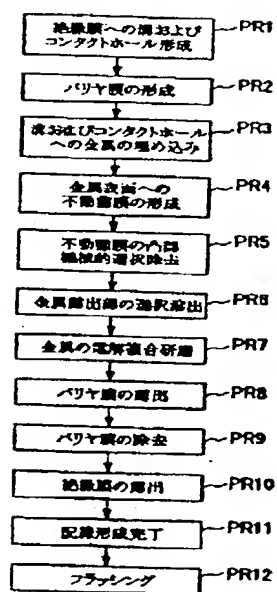 絶縁膜への溝および
コンタクトホール形成
PR1
バリヤ膜の形成
PR2
溝およびコンタクトホール
への金属の埋め込み
PR3
金属表面への
不動態膜の形成
PR4
不動態膜の凸部
機械的選択除去
PR5
金属露出部の選択溶出
PR6
金属の電解複合研磨
PR7
バリヤ膜の露出
PR8
バリヤ膜の除去
PR9
絶縁膜の露出
PR10
配線形成完了
PR11
フラッシング
PR12